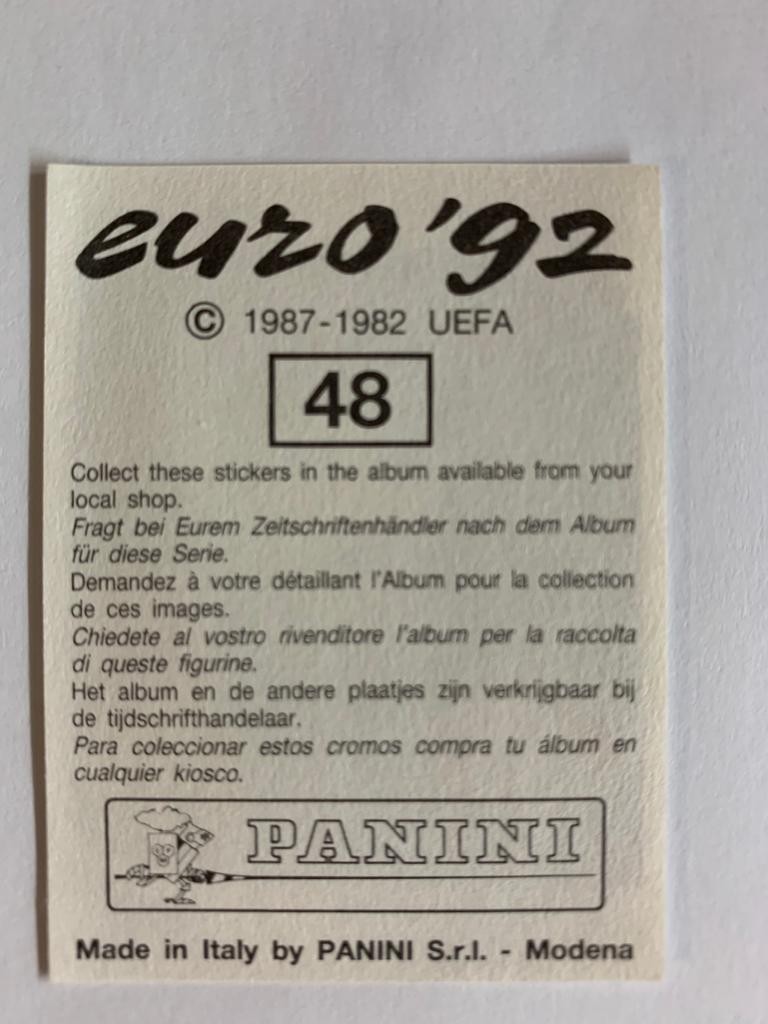 euro '92
© 1987-1982 UEFA
48
Collect these stickers in the album available from your
local shop.
Fragt bei Eurem Zeitschriftenhändler nach dem Album
für diese Serie.
Demandez à votre détaillant l'Album pour la collection
de ces images.
Chiedete al vostro rivenditore l'album per la raccolta
di queste figurine.
Het album en de andere plaatjes zijn verkrijgbaar bij
de tijdschrifthandelaar.
Para coleccionar estos cromos compra tu álbum en
cualquier kiosco.
PANINI
Made in Italy by PANINI S.r.l. - Modena